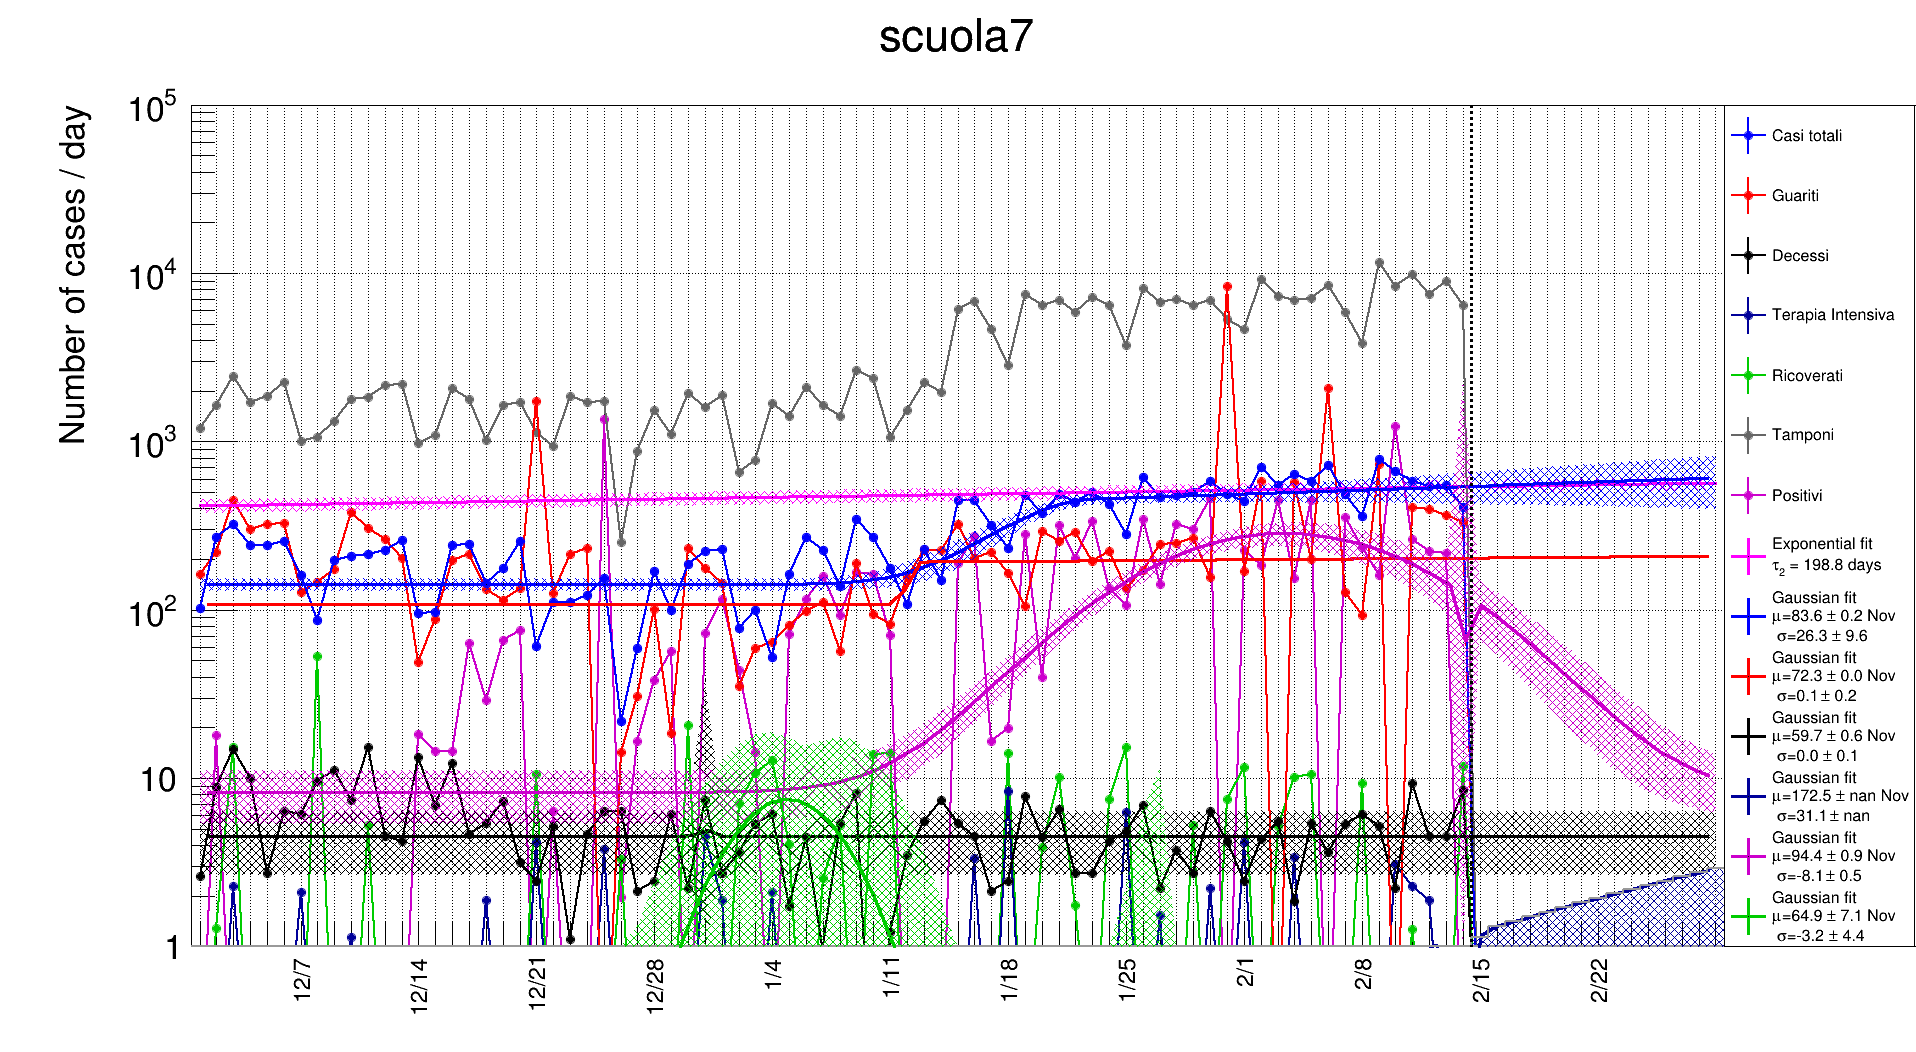 scuola7
Number of cases / day
10^5
10^4
10^3
10^2
10
1
12/7
12/14
12/21
12/28
1/4
1/11
1/18
1/25
2/1
2/8
2/15
2/22
Casi totali
Guariti
Decessi
Terapia Intensiva
Ricoverati
Tamponi
Positivi
Exponential fit
τ₂ = 198.8 days
Gaussian fit
μ=83.6 ± 0.2 Nov
σ=26.3 ± 9.6
Gaussian fit
μ=72.3 ± 0.0 Nov
σ=0.1 ± 0.2
Gaussian fit
μ=59.7 ± 0.6 Nov
σ=0.0 ± 0.1
Gaussian fit
μ=172.5 ± nan Nov
σ=31.1 ± nan
Gaussian fit
μ=94.4 ± 0.9 Nov
σ=-8.1 ± 0.5
Gaussian fit
μ=64.9 ± 7.1 Nov
σ=-3.2 ± 4.4